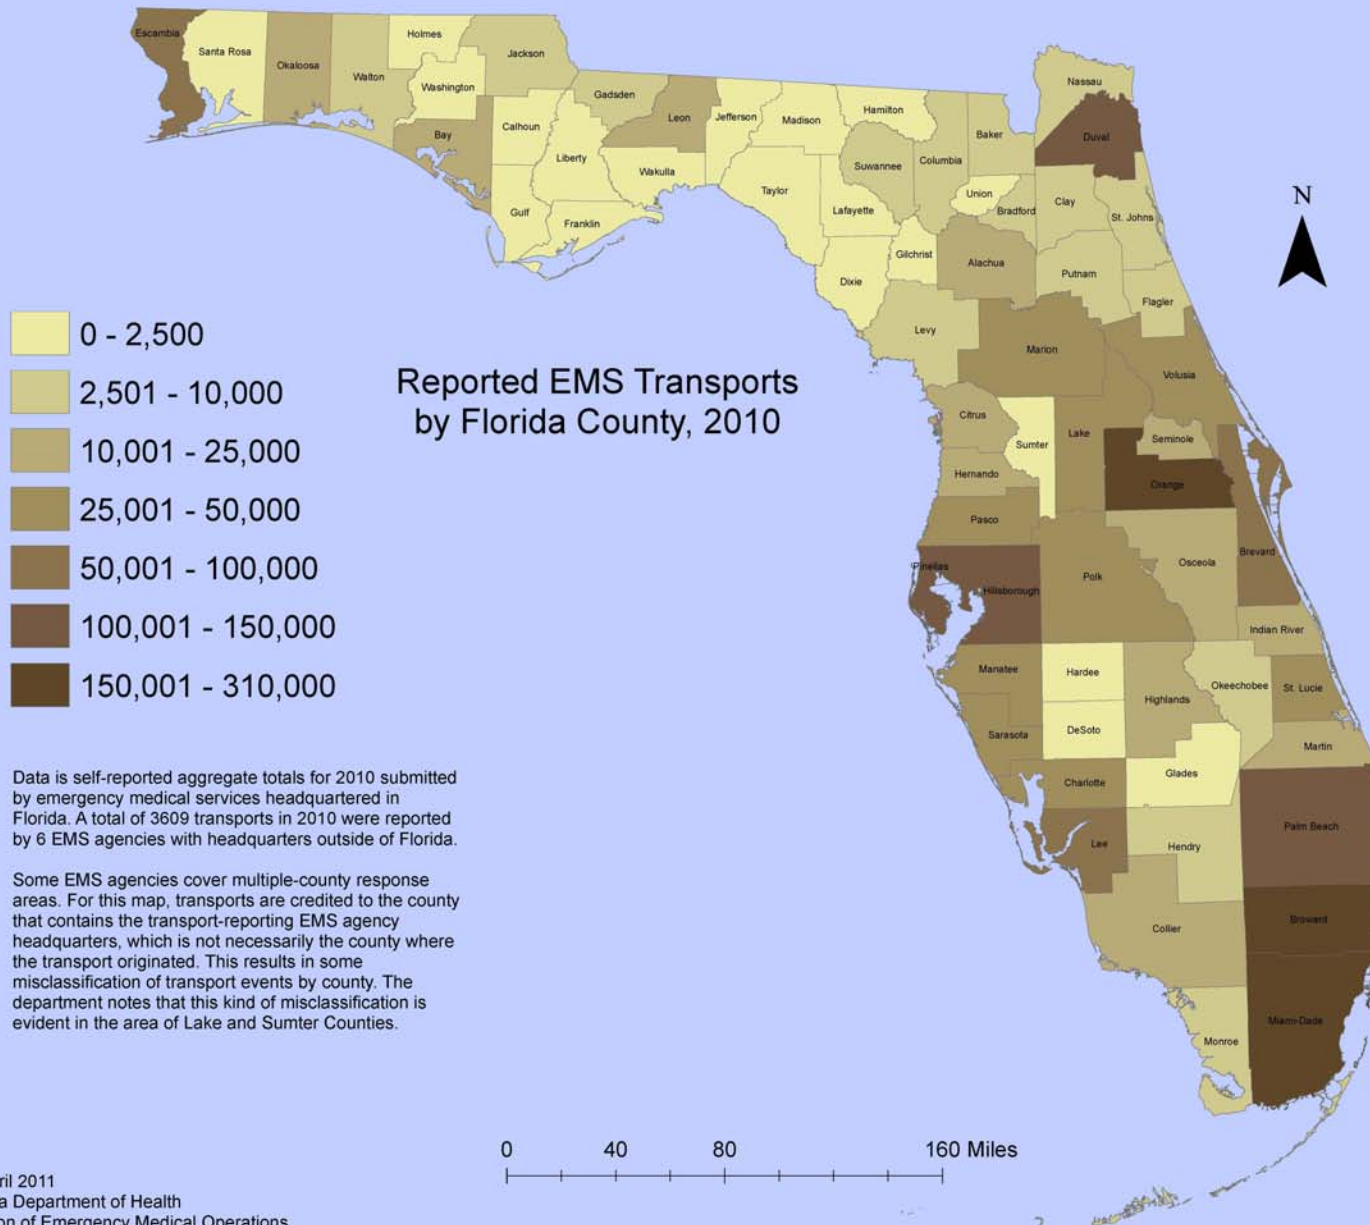 Escambia
Santa Rosa
Okaloosa
Walton
Holmes
Washington
Jackson
Bay
Calhoun
Gulf
Liberty
Gadsden
Franklin
Leon
Wakulla
Jefferson
Madison
Taylor
Hamilton
Suwannee
Lafayette
Dixie
Columbia
Gilchrist
Baker
Union
Bradford
Alachua
Levy
Nassau
Duval
Clay
St. Johns
Putnam
Flagler
N
Marion
Volusia
Citrus
Sumter
Lake
Seminole
Orange
Hernando
Pasco
Pinellas
Hillsborough
Polk
Osceola
Brevard
Indian River
Manatee
Hardee
Highlands
Okeechobee
St. Lucie
Sarasota
DeSoto
Martin
Charlotte
Glades
Lee
Hendry
Palm Beach
Collier
Broward
Monroe
Miami-Dade
0 - 2,500
2,501 - 10,000
10,001 - 25,000
25,001 - 50,000
50,001 - 100,000
100,001 - 150,000
150,001 - 310,000
Reported EMS Transports
by Florida County, 2010
Data is self-reported aggregate totals for 2010 submitted
by emergency medical services headquartered in
Florida. A total of 3609 transports in 2010 were reported
by 6 EMS agencies with headquarters outside of Florida.
Some EMS agencies cover multiple-county response
areas. For this map, transports are credited to the county
that contains the transport-reporting EMS agency
headquarters, which is not necessarily the county where
the transport originated. This results in some
misclassification of transport events by county. The
department notes that this kind of misclassification is
evident in the area of Lake and Sumter Counties.
0 40 80 160 Miles
ril 2011
a Department of Health
on of Emergency Medical Operations